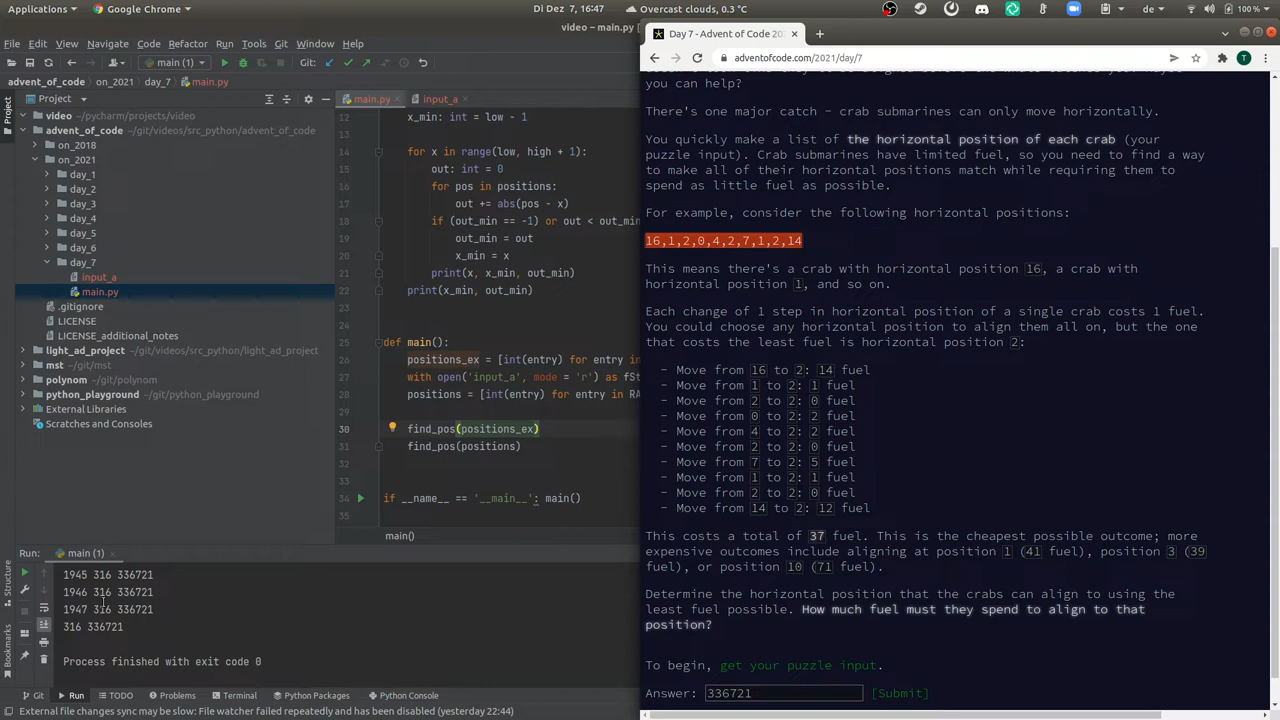 Applications
Google Chrome
Di Dez 7, 16:47
Overcast clouds, 0.3 °C
de
100 %
video – main.py
File Edit View Navigate Code Refactor Run Tools Git Window Help
main (1)
Git:
advent_of_code
on_2021
day_7
main.py
Project
main.py
input_a
Project
video ~/pycharm/projects/video
advent_of_code ~/git/videos/src_python/advent_of_code
on_2018
on_2021
day_1
day_2
day_3
day_4
day_5
day_6
day_7
input_a
main.py
.gitignore
LICENSE
LICENSE_additional_notes
light_ad_project ~/git/videos/src_python/light_ad_project
mst ~/git/mst
polynom ~/git/polynom
python_playground ~/git/python_playground
External Libraries
Scratches and Consoles
12 x_min: int = low - 1
14 for x in range(low, high + 1):
15 out: int = 0
16 for pos in positions:
17 out += abs(pos - x)
18 if (out_min == -1) or out < out_min
19 out_min = out
20 x_min = x
21 print(x, x_min, out_min)
22 print(x_min, out_min)
23
25 def main():
26 positions_ex = [int(entry) for entry in
27 with open('input_a', mode = 'r') as fSt
28 positions = [int(entry) for entry in RA
30 find_pos(positions_ex)
31 find_pos(positions)
32
34 if __name__ == '__main__': main()
35
main()
Run:
main (1)
1945 316 336721
1946 316 336721
1947 316 336721
316 336721
Process finished with exit code 0
Structure
Bookmarks
Git
Run
TODO
Problems
Terminal
Python Packages
Python Console
External file changes sync may be slow: File watcher failed repeatedly and has been disabled (yesterday 22:44)
Day 7 - Advent of Code 202
adventofcode.com/2021/day/7
T
you can help?
There's one major catch - crab submarines can only move horizontally.
You quickly make a list of the horizontal position of each crab (your
puzzle input). Crab submarines have limited fuel, so you need to find a way
to make all of their horizontal positions match while requiring them to
spend as little fuel as possible.
For example, consider the following horizontal positions:
16,1,2,0,4,2,7,1,2,14
This means there's a crab with horizontal position 16, a crab with
horizontal position 1, and so on.
Each change of 1 step in horizontal position of a single crab costs 1 fuel.
You could choose any horizontal position to align them all on, but the one
that costs the least fuel is horizontal position 2:
- Move from 16 to 2: 14 fuel
- Move from 1 to 2: 1 fuel
- Move from 2 to 2: 0 fuel
- Move from 0 to 2: 2 fuel
- Move from 4 to 2: 2 fuel
- Move from 2 to 2: 0 fuel
- Move from 7 to 2: 5 fuel
- Move from 1 to 2: 1 fuel
- Move from 2 to 2: 0 fuel
- Move from 14 to 2: 12 fuel
This costs a total of 37 fuel. This is the cheapest possible outcome; more
expensive outcomes include aligning at position 1 (41 fuel), position 3 (39
fuel), or position 10 (71 fuel).
Determine the horizontal position that the crabs can align to using the
least fuel possible. How much fuel must they spend to align to that
position?
To begin, get your puzzle input.
Answer: 336721 [Submit]